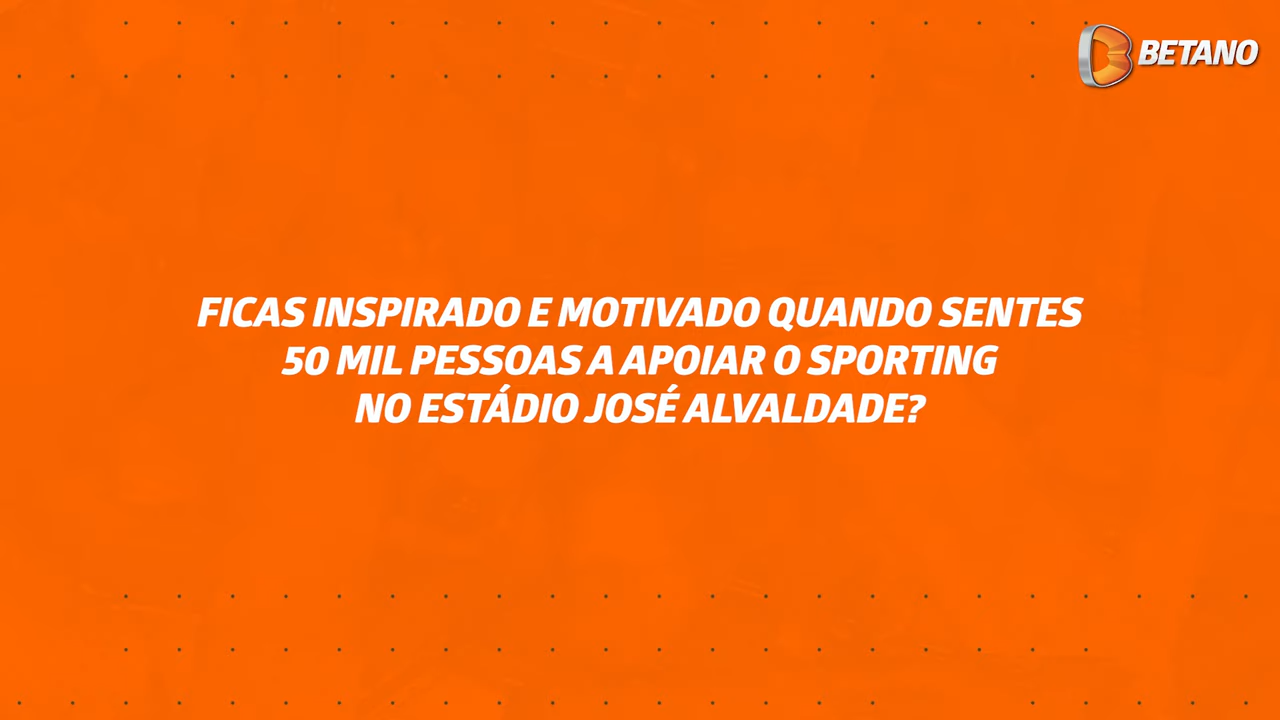 BETANO
FICAS INSPIRADO E MOTIVADO QUANDO SENTES
50 MIL PESSOAS A APOIAR O SPORTING
NO ESTÁDIO JOSÉ ALVALDADE?